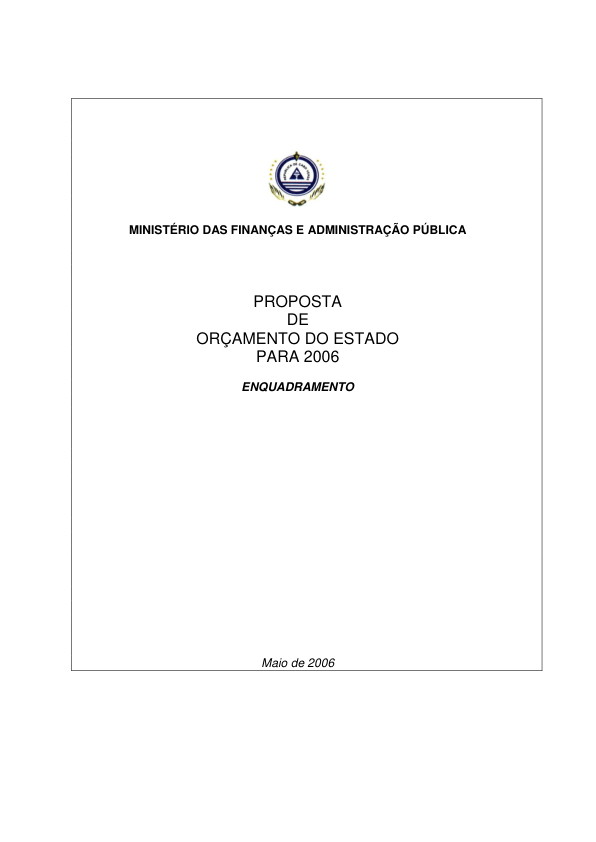 MINISTÉRIO DAS FINANÇAS E ADMINISTRAÇÃO PÚBLICA
PROPOSTA
DE
ORÇAMENTO DO ESTADO
PARA 2006
ENQUADRAMENTO
Maio de 2006